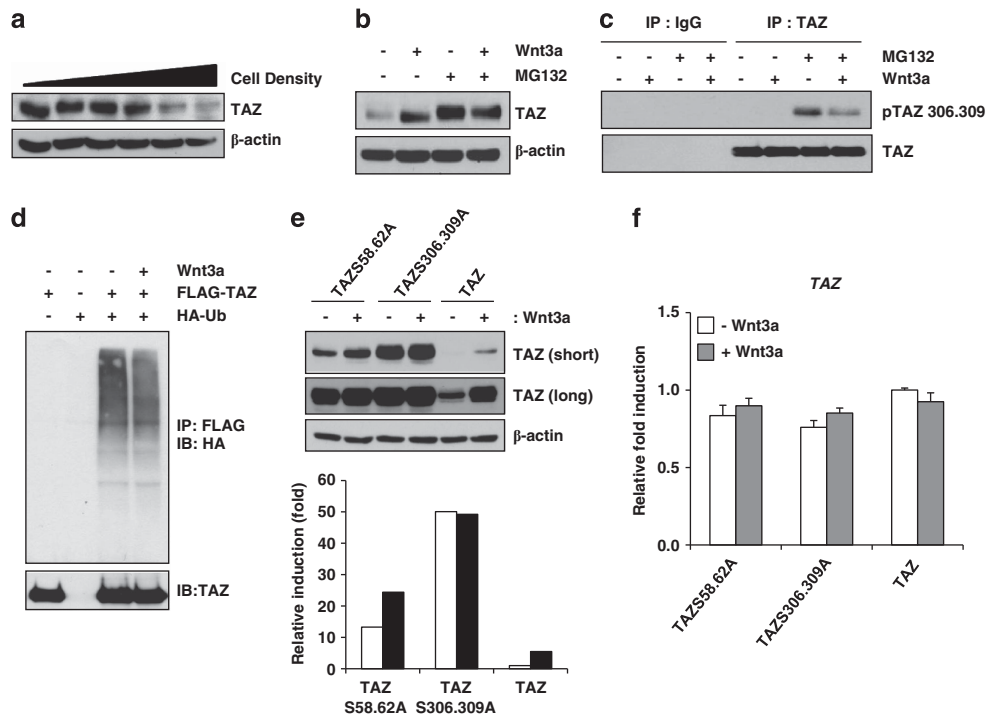 a
Cell Density
TAZ
β-actin
b
- + - + Wnt3a
- - + + MG132
TAZ
β-actin
c
IP : IgG IP : TAZ
- - + + - - + + MG132
- + - + - + - + Wnt3a
pTAZ 306.309
TAZ
d
- - - + Wnt3a
+ - + + FLAG-TAZ
- + + + HA-Ub
IP: FLAG
IB: HA
IB:TAZ
e
TAZS58.62A TAZS306.309A TAZ
- + - + - + : Wnt3a
TAZ (short)
TAZ (long)
β-actin
Relative induction (fold)
60
50
40
30
20
10
0
TAZ S58.62A
TAZ S306.309A
TAZ
f
TAZ
- Wnt3a
+ Wnt3a
Relative fold induction
1.5
1.0
0.5
0.0
TAZS58.62A
TAZS306.309A
TAZ